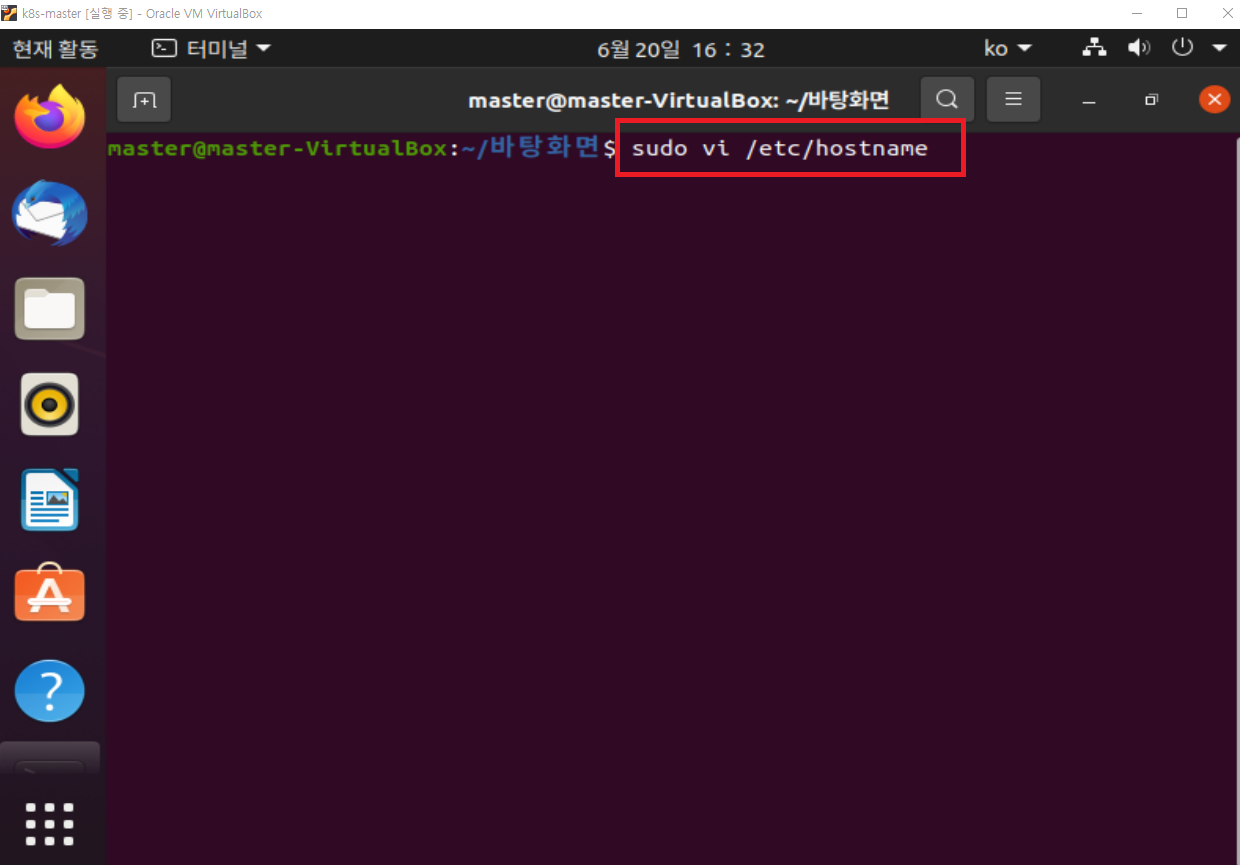 k8s-master [실행 중] - Oracle VM VirtualBox
현재 활동 터미널 6월 20일 16 : 32 ko
master@master-VirtualBox: ~/바탕화면
master@master-VirtualBox:~/바탕화면$ sudo vi /etc/hostname